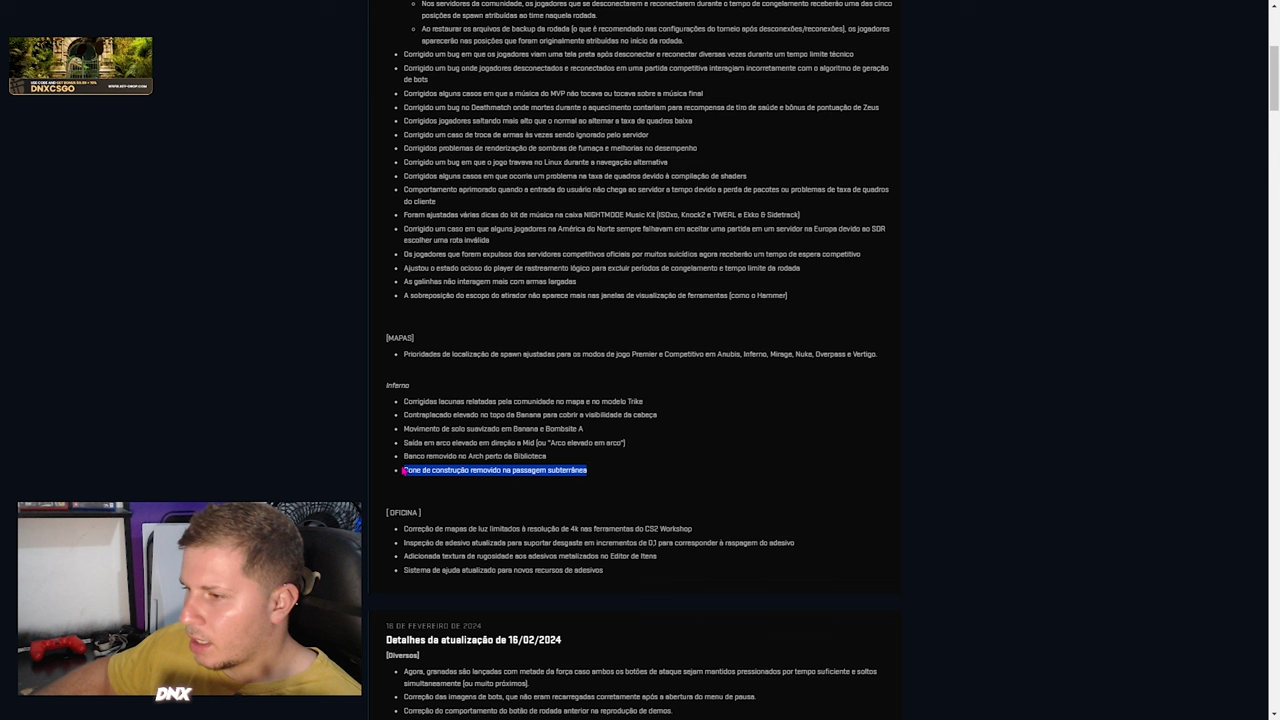 Nos servidores da comunidade, os jogadores que se desconectaram e reconectarem durante o tempo de congelamento receberão uma das cinco
posições de spawn atribuídas ao time naquela rodada.
Ao restaurar os arquivos de backup da rodada (o que é recomendado nas configurações do torneio após desconexões/reconexões), os jogadores
aparecerão nas posições que foram originalmente atribuídas no início da rodada.
Corrigido um bug em que os jogadores viam uma tela preta após desconectar e reconectar diversas vezes durante um tempo limite técnico
Corrigido um bug onde jogadores desconectados e reconectados em uma partida competitiva interagiam incorretamente com o algoritmo de geração
de bots
Corrigidos alguns casos em que a música do MVP não tocava ou tocava sobre a música final
Corrigido um bug no Deathmatch onde mortes durante o aquecimento contariam para recompensa de tiro de saúde e bônus de pontuação de Zeus
Corrigidos jogadores saltando mais alto que o normal ao alternar a taxa de quadros baixa
Corrigido um caso de troca de armas às vezes sendo ignorado pelo servidor
Corrigidos problemas de renderização de sombras de fumaça e melhorias no desempenho
Corrigido um bug em que o jogo travava no Linux durante a navegação alternativa
Corrigidos alguns casos em que ocorria um problema na taxa de quadros devido à compilação de shaders
Comportamento aprimorado quando a entrada do usuário não chega ao servidor a tempo devido a perda de pacotes ou problemas de taxa de quadros
do cliente
Foram ajustadas várias dicas do kit de música na caixa NIGHTMODE Music Kit (ISOxo, Knock2 e TWERL e Ekko & Sidetrack)
Corrigido um caso em que alguns jogadores na América do Norte sempre falhavam em aceitar uma partida em um servidor na Europa devido ao SDR
escolher uma rota inválida
Os jogadores que forem expulsos dos servidores competitivos oficiais por muitos suicídios agora receberão um tempo de espera competitivo
Ajustou o estado ocioso do player de rastreamento lógico para excluir períodos de congelamento e tempo limite da rodada
As galinhas não interagem mais com armas largadas
A sobreposição do escopo do atirador não aparece mais nas janelas de visualização de ferramentas (como o Hammer)
[MAPAS]
Prioridades de localização de spawn ajustadas para os modos de jogo Premier e Competitivo em Anubis, Inferno, Mirage, Nuke, Overpass e Vertigo.
Inferno
Corrigidas lacunas relatadas pela comunidade no mapa e no modelo Trike
Contraplacado elevado no topo da Banana para cobrir a visibilidade da cabeça
Movimento de solo suavizado em Banana e Bombsite A
Saída em arco elevado em direção a Mid (ou "Arco elevado em arco")
Banco removido no Arch perto da Biblioteca
Cone de construção removido na passagem subterrânea
[ OFICINA ]
Correção de mapas de luz limitados à resolução de 4k nas ferramentas do CS2 Workshop
Inspeção de adesivo atualizada para suportar desgaste em incrementos de 0,1 para corresponder à raspagem do adesivo
Adicionada textura de rugosidade aos adesivos metalizados no Editor de Itens
Sistema de ajuda atualizado para novos recursos de adesivos
16 DE FEVEREIRO DE 2024
Detalhes da atualização de 16/02/2024
[Diversos]
Agora, granadas são lançadas com metade da força caso ambos os botões de ataque sejam mantidos pressionados por tempo suficiente e soltos
simultaneamente (ou muito próximos).
Correção das imagens de bots, que não eram recarregadas corretamente após a abertura do menu de pausa.
Correção do comportamento do botão de rodada anterior na reprodução de demos.
DNXCSGO
WWW.KEY-DROP.COM
DNX